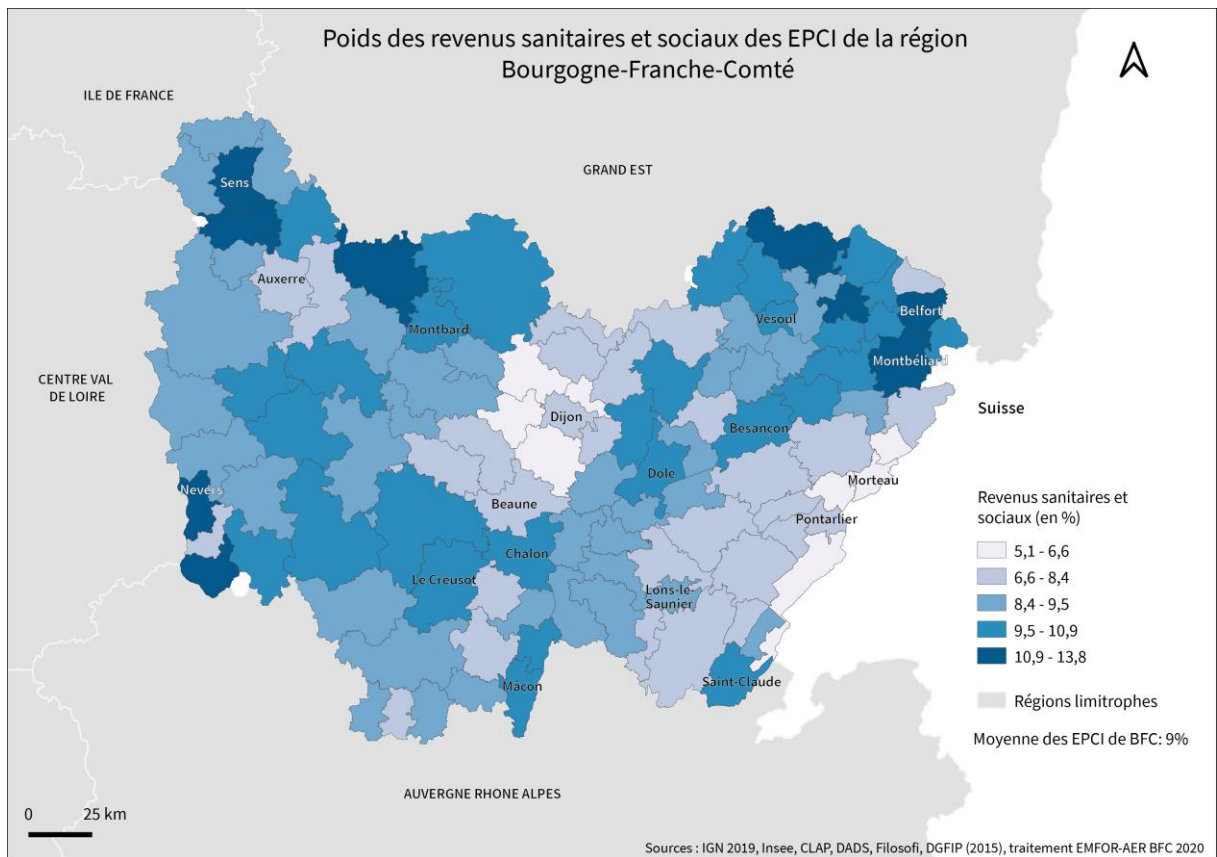 Poids des revenus sanitaires et sociaux des EPCI de la région
Bourgogne-Franche-Comté
ILE DE FRANCE
GRAND EST
Sens
Auxerre
Montbard
Vesoul
Belfort
Montbéliard
CENTRE VAL
DE LOIRE
Suisse
Dijon
Besançon
Dole
Nevers
Morteau
Beaune
Pontarlier
Chalon
Le Creusot
Lons-le-
Saunier
Mâcon
Saint-Claude
Revenus sanitaires et
sociaux (en %)
5,1 - 6,6
6,6 - 8,4
8,4 - 9,5
9,5 - 10,9
10,9 - 13,8
Régions limitrophes
Moyenne des EPCI de BFC: 9%
AUVERGNE RHONE ALPES
0 25 km
Sources : IGN 2019, Insee, CLAP, DADS, Filosofi, DGFIP (2015), traitement EMFOR-AER BFC 2020